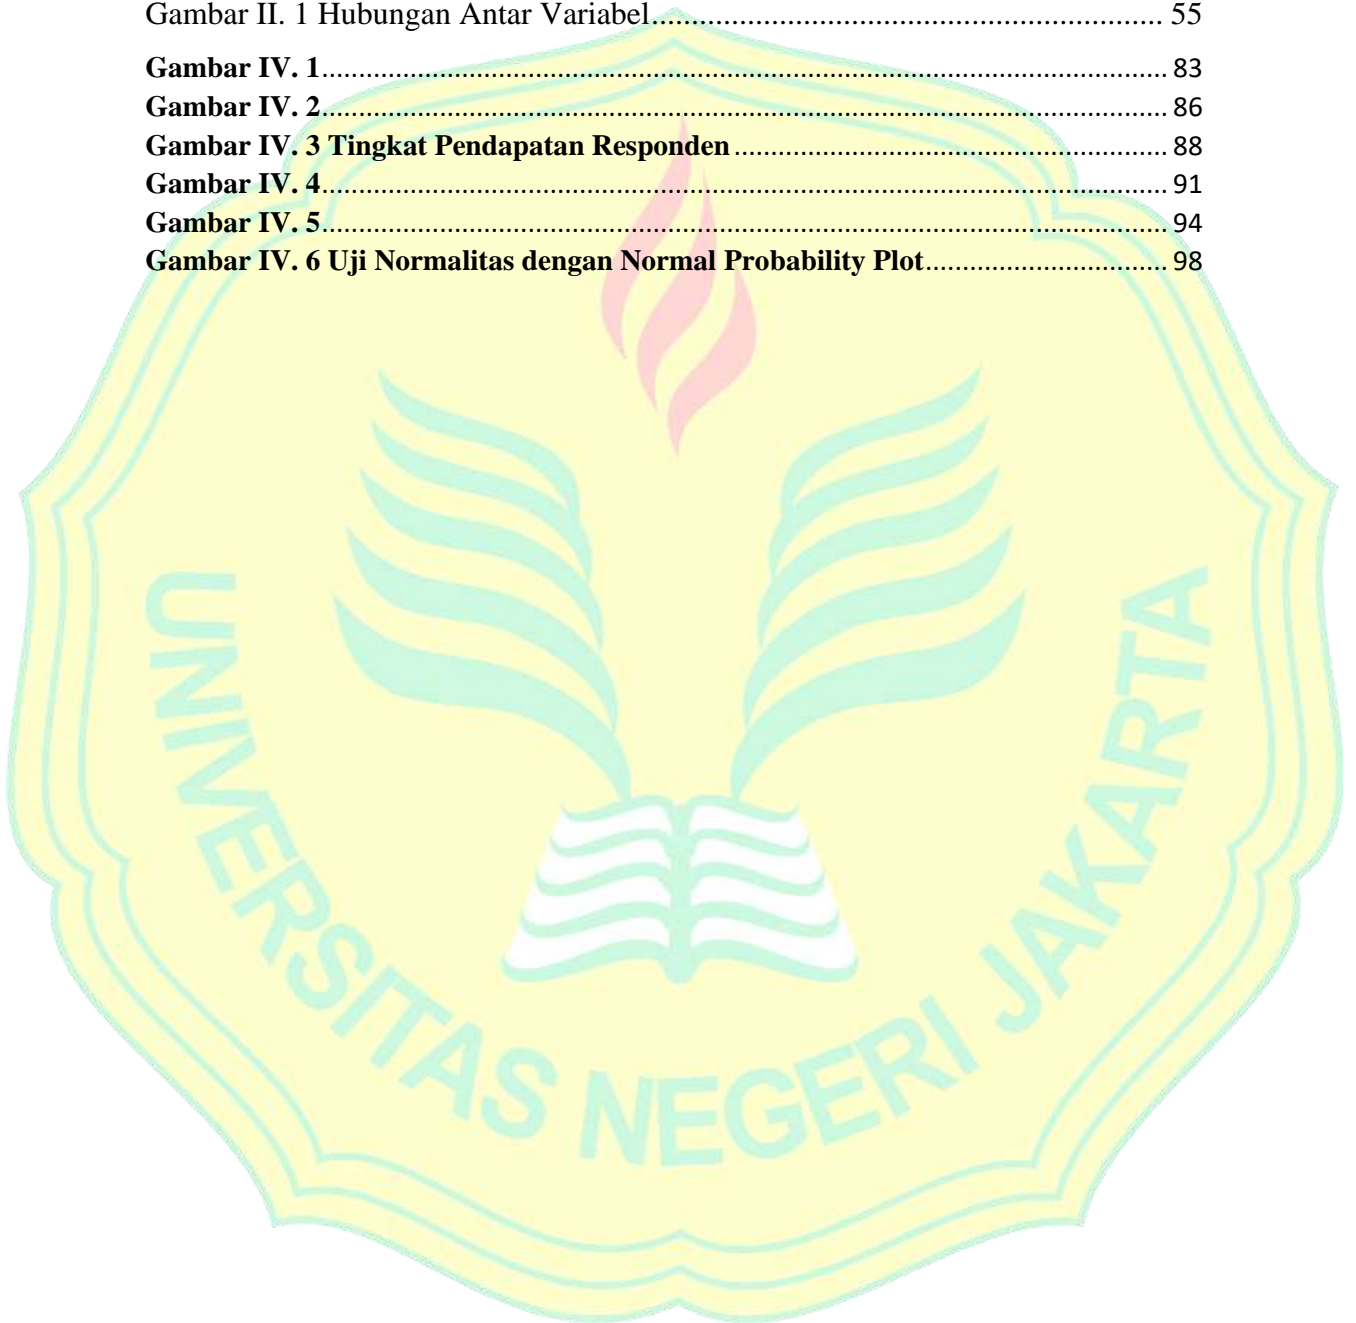 Gambar II. 1 Hubungan Antar Variabel............................................................... 55
Gambar IV. 1................................................................................................................ 83
Gambar IV. 2................................................................................................................ 86
Gambar IV. 3 Tingkat Pendapatan Responden.......................................................... 88
Gambar IV. 4................................................................................................................ 91
Gambar IV. 5................................................................................................................ 94
Gambar IV. 6 Uji Normalitas dengan Normal Probability Plot................................ 98
UNIVERSITAS NEGERI JAKARTA